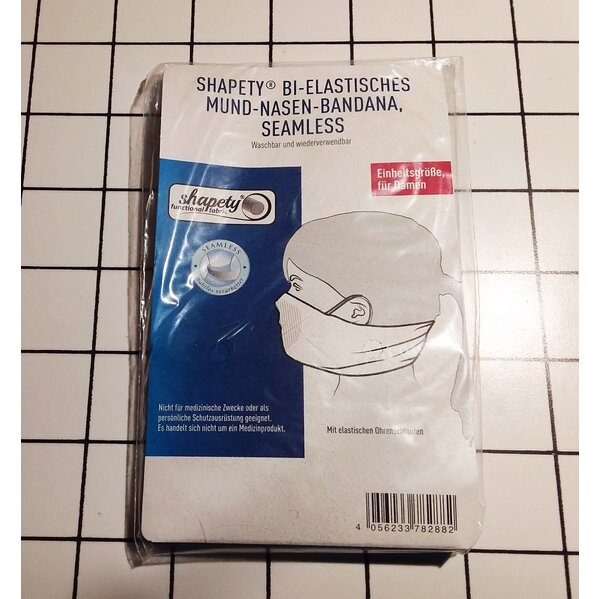 SHAPETY® BI-ELASTISCHES
MUND-NASEN-BANDANA,
SEAMLESS
Waschbar und wiederverwendbar
Einheitsgröße,
für Damen
shapety
functional fabric
SEAMLESS
nahtlos verarbeitet
Nicht für medizinische Zwecke oder als
persönliche Schutzausrüstung geeignet.
Es handelt sich nicht um ein Medizinprodukt.
Mit elastischen Ohrenschlaufen
4 056233 782882